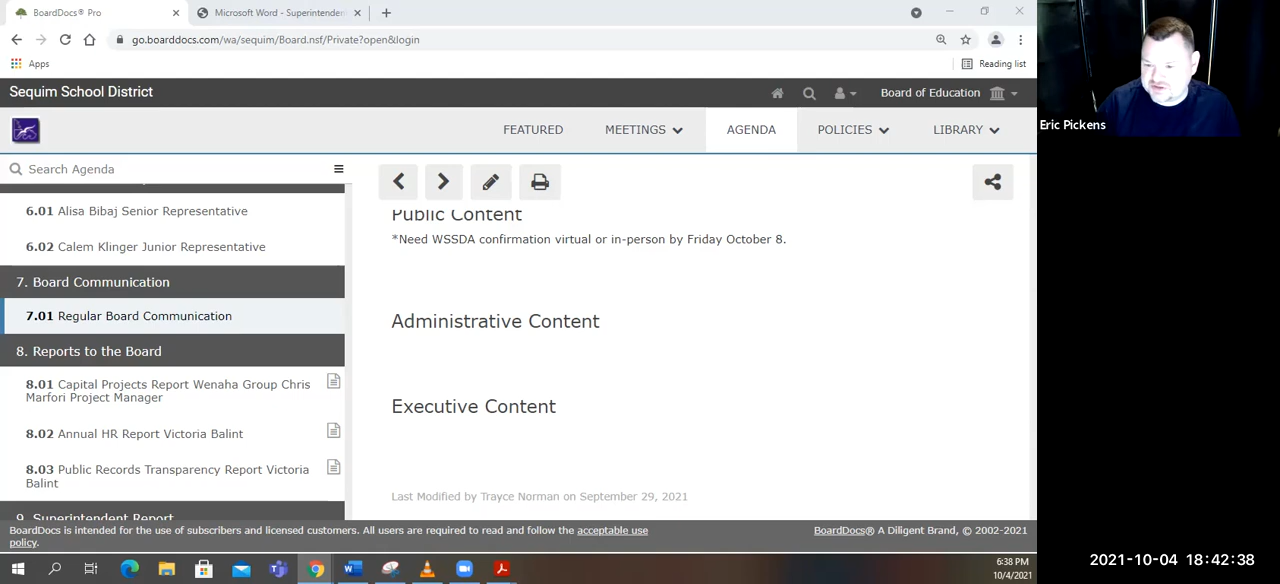 BoardDocs® Pro
Microsoft Word - Superintenden
go.boarddocs.com/wa/sequim/Board.nsf/Private?open&login
Apps
Reading list
Sequim School District
Board of Education
FEATURED
MEETINGS
AGENDA
POLICIES
LIBRARY
Search Agenda
6.01 Alisa Bibaj Senior Representative
6.02 Calem Klinger Junior Representative
7. Board Communication
7.01 Regular Board Communication
8. Reports to the Board
8.01 Capital Projects Report Wenaha Group Chris
Marfori Project Manager
8.02 Annual HR Report Victoria Balint
8.03 Public Records Transparency Report Victoria
Balint
9. Superintendent Report
Public Content
*Need WSSDA confirmation virtual or in-person by Friday October 8.
Administrative Content
Executive Content
Last Modified by Trayce Norman on September 29, 2021
BoardDocs is intended for the use of subscribers and licensed customers. All users are required to read and follow the acceptable use
policy.
BoardDocs® A Diligent Brand, © 2002-2021
6:38 PM
10/4/2021
Eric Pickens
2021-10-04 18:42:38